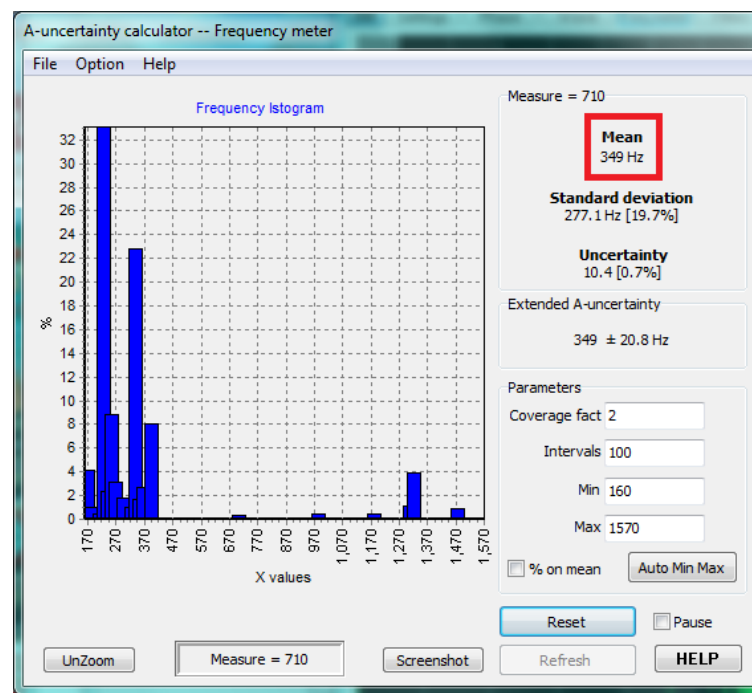 A-uncertainty calculator -- Frequency meter
File Option Help
Frequency Istogram
32
30
28
26
24
22
20
18
16
14
12
10
8
6
4
2
0
%
170 270 370 470 570 670 770 870 970 1,070 1,170 1,270 1,370 1,470 1,570
X values
Measure = 710
Mean
349 Hz
Standard deviation
277.1 Hz [19.7%]
Uncertainty
10.4 [0.7%]
Extended A-uncertainty
349 ± 20.8 Hz
Parameters
Coverage fact 2
Intervals 100
Min 160
Max 1570
% on mean Auto Min Max
Reset Pause
UnZoom Measure = 710 Screenshot Refresh HELP